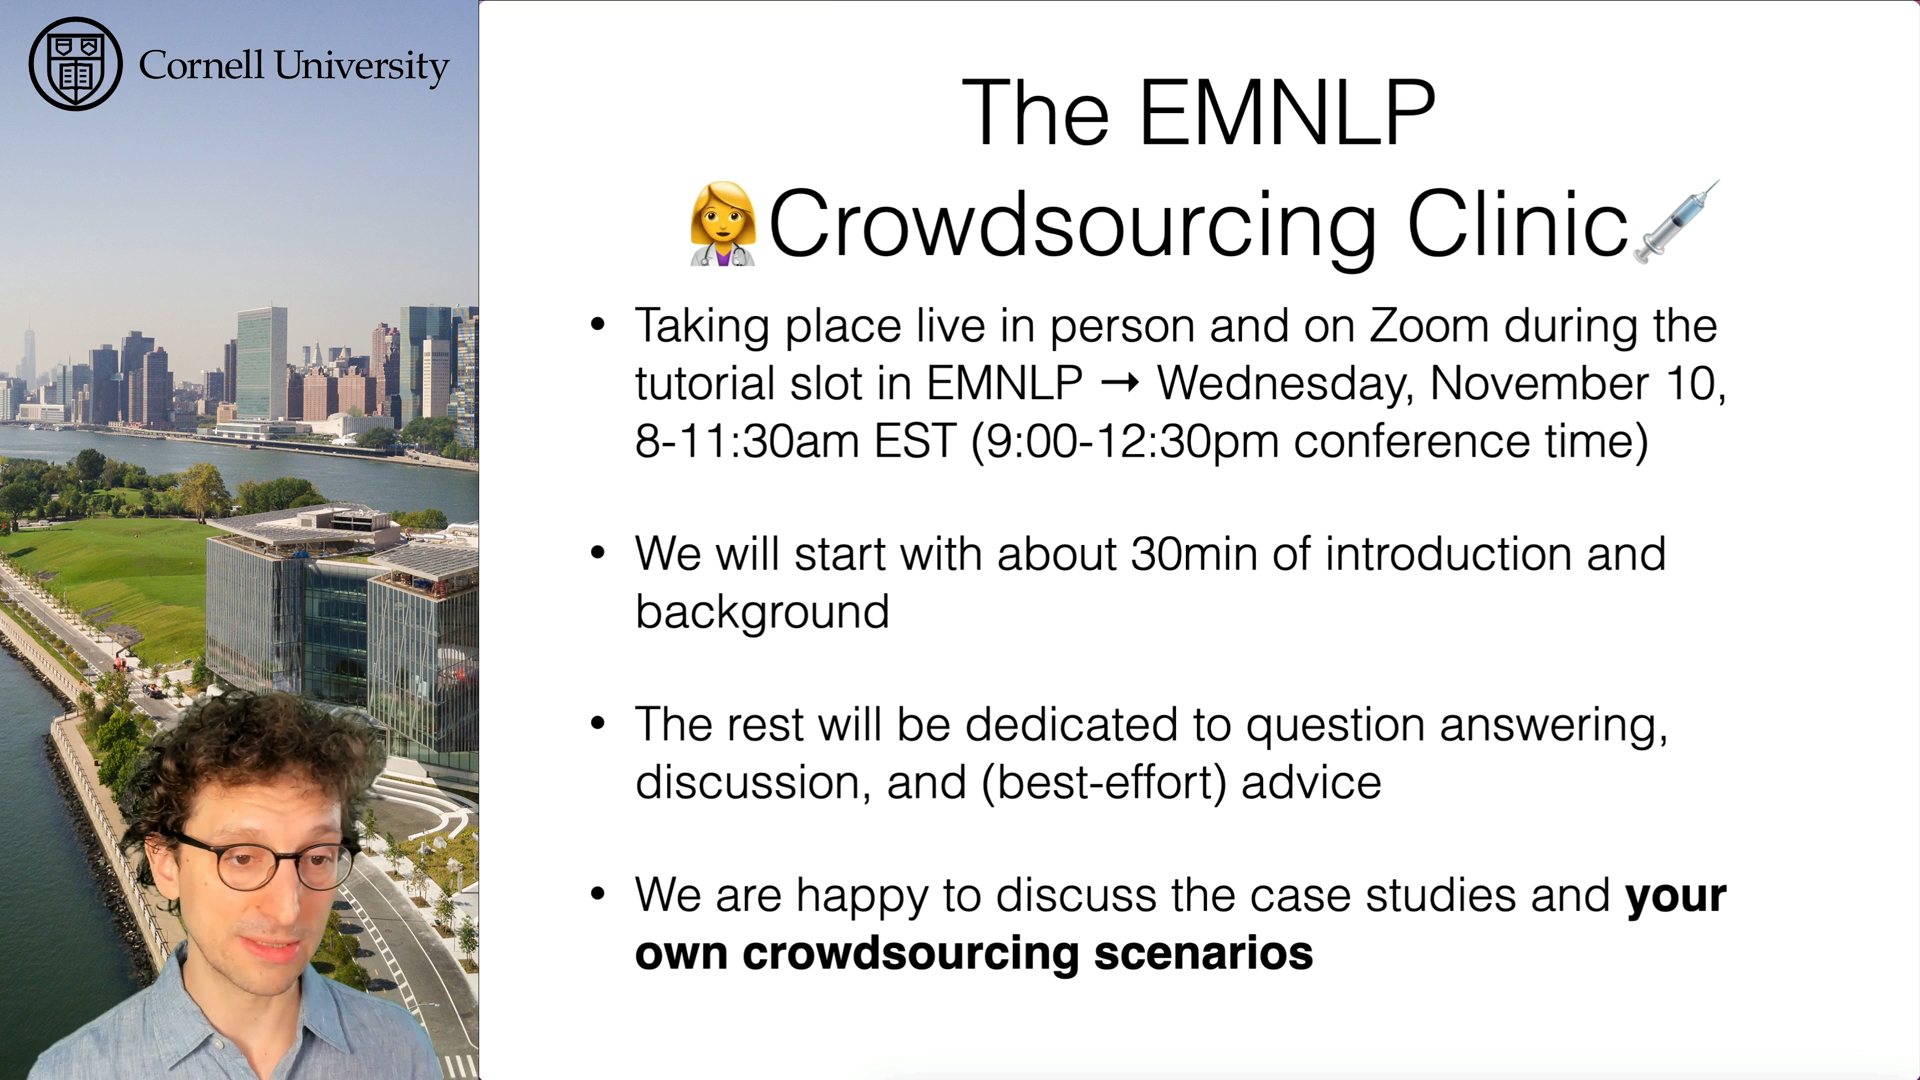 Cornell University
The EMNLP
Crowdsourcing Clinic
• Taking place live in person and on Zoom during the
tutorial slot in EMNLP → Wednesday, November 10,
8-11:30am EST (9:00-12:30pm conference time)
• We will start with about 30min of introduction and
background
• The rest will be dedicated to question answering,
discussion, and (best-effort) advice
• We are happy to discuss the case studies and your
own crowdsourcing scenarios